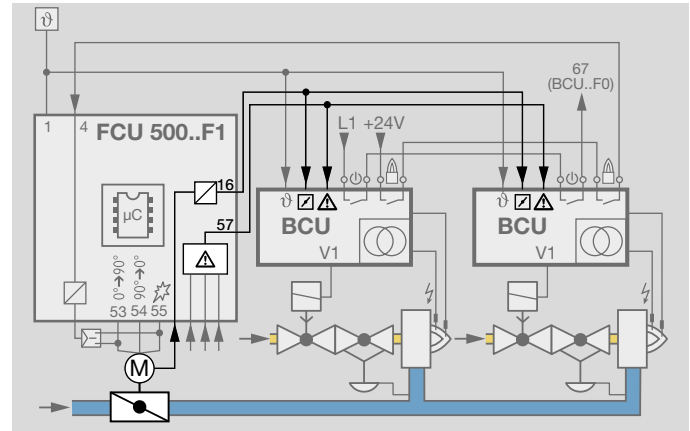 ϑ
67
(BCU..F0)
L1 +24V
1
4
FCU 500..F1
16
57
µC
0°→90°
90°→0°
53 54 55
M
ϑ
BCU
V1
ϑ
BCU
V1